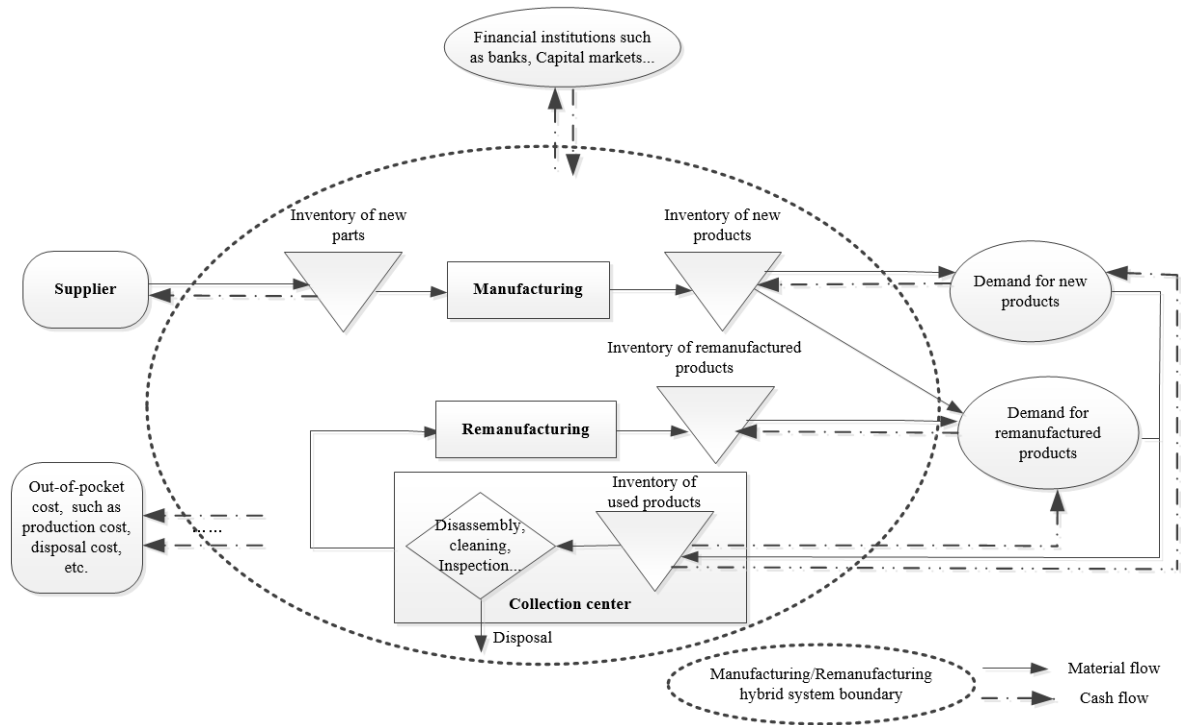 Financial institutions such
as banks, Capital markets...
Inventory of new
parts
Inventory of new
products
Supplier
Manufacturing
Demand for new
products
Inventory of remanufactured
products
Remanufacturing
Demand for
remanufactured
products
Out-of-pocket
cost, such as
production cost,
disposal cost,
etc.
......
Inventory of
used products
Disassembly,
cleaning,
Inspection...
Collection center
Disposal
Manufacturing/Remanufacturing
hybrid system boundary
Material flow
Cash flow